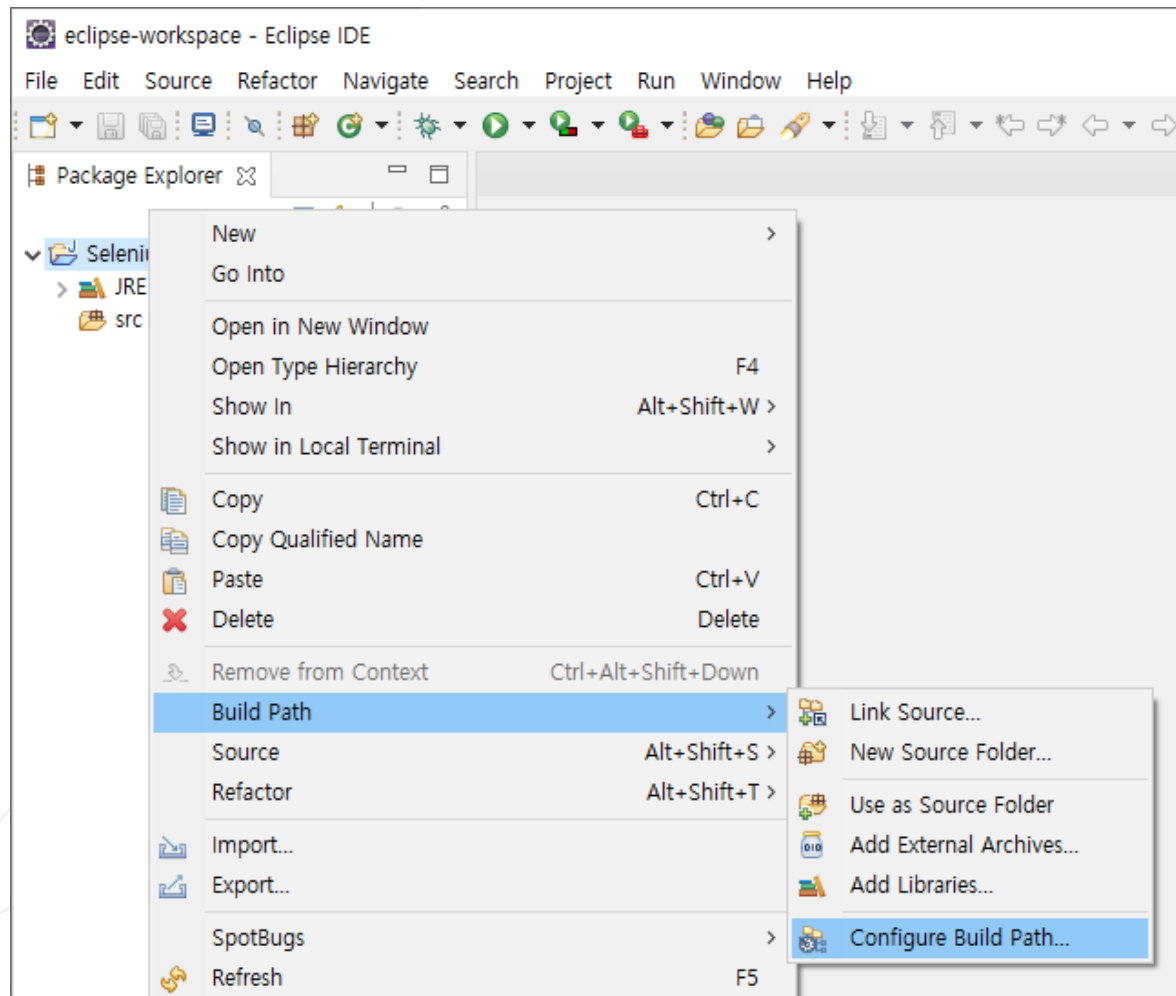 eclipse-workspace - Eclipse IDE
File Edit Source Refactor Navigate Search Project Run Window Help
Package Explorer
JRE
src
New
Go Into
Open in New Window
Open Type Hierarchy F4
Show In Alt+Shift+W >
Show in Local Terminal >
Copy Ctrl+C
Copy Qualified Name
Paste Ctrl+V
Delete Delete
Remove from Context Ctrl+Alt+Shift+Down
Build Path >
Source Alt+Shift+S >
Refactor Alt+Shift+T >
Import...
Export...
SpotBugs >
Refresh F5
Link Source...
New Source Folder...
Use as Source Folder
Add External Archives...
Add Libraries...
Configure Build Path...